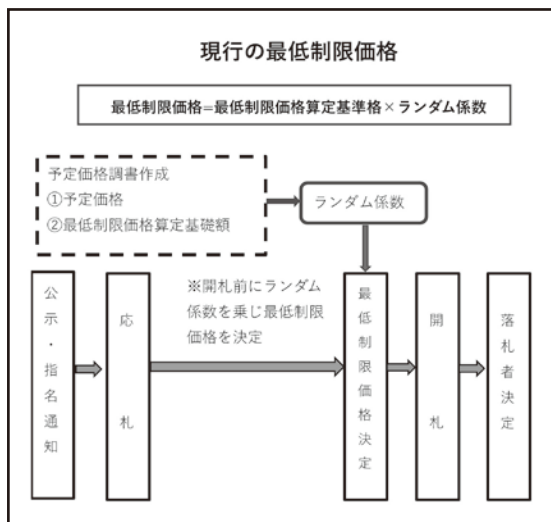 現行の最低制限価格
最低制限価格=最低制限価格算定基準格×ランダム係数
予定価格調書作成
①予定価格
②最低制限価格算定基礎額
ランダム係数
※開札前にランダム
係数を乗じ最低制限
価格を決定
公示・指名通知
応札
最低制限価格決定
開札
落札者決定